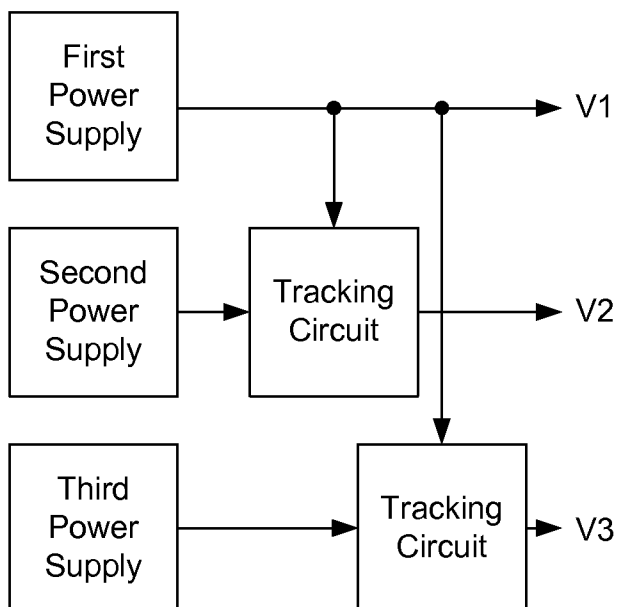 First
Power
Supply
V1
Second
Power
Supply
Tracking
Circuit
V2
Third
Power
Supply
Tracking
Circuit
V3